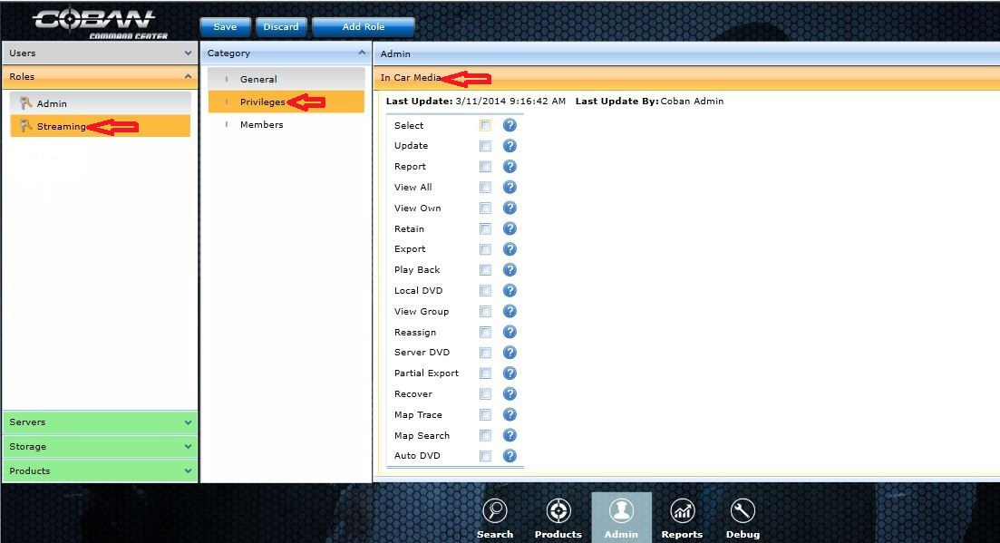 COBAN
COMMAND CENTER
Save
Discard
Add Role
Users
Roles
Admin
Streaming
Servers
Storage
Products
Category
General
Privileges
Members
Admin
In Car Media
Last Update: 3/11/2014 9:16:42 AM Last Update By: Coban Admin
Select ?
Update ?
Report ?
View All ?
View Own ?
Retain ?
Export ?
Play Back ?
Local DVD ?
View Group ?
Reassign ?
Server DVD ?
Partial Export ?
Recover ?
Map Trace ?
Map Search ?
Auto DVD ?
Search
Products
Admin
Reports
Debug